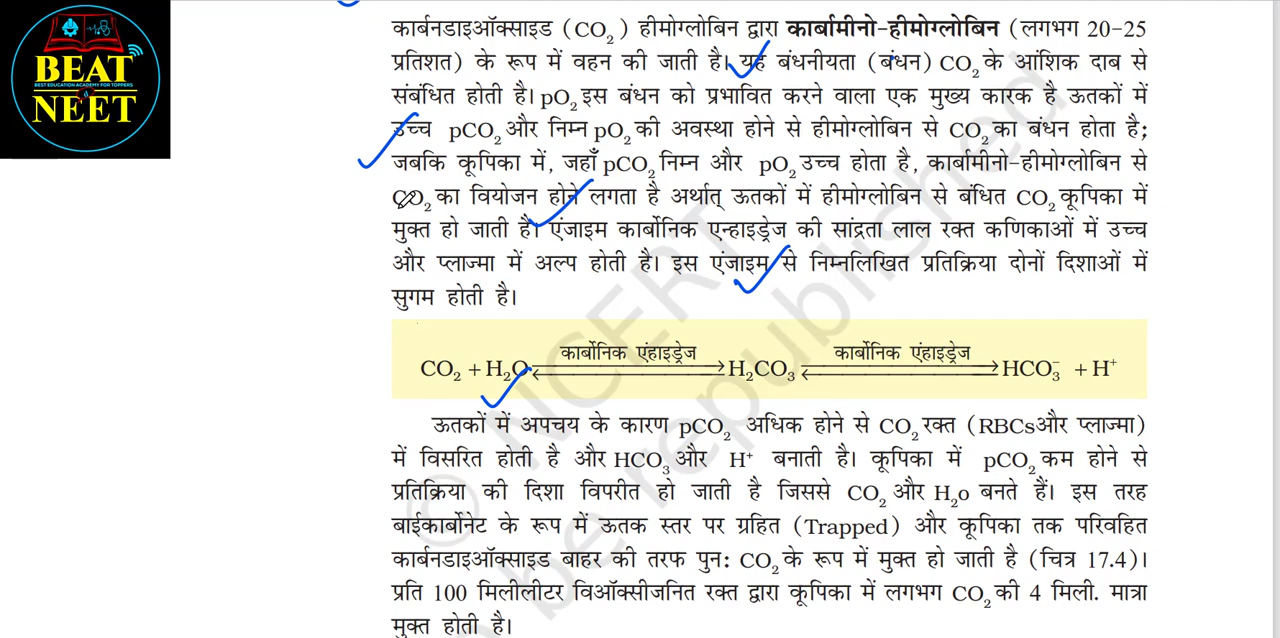 BEAT
BEST EDUCATION ACADEMY FOR TOPPERS
NEET
कार्बनडाइऑक्साइड (CO₂) हीमोग्लोबिन द्वारा कार्बामीनो-हीमोग्लोबिन (लगभग 20-25
प्रतिशत) के रूप में वहन की जाती है। यह बंधनीयता (बंधन) CO₂ के आंशिक दाब से
संबंधित होती है। pO₂ इस बंधन को प्रभावित करने वाला एक मुख्य कारक है ऊतकों में
उच्च pCO₂ और निम्न pO₂ की अवस्था होने से हीमोग्लोबिन से CO₂ का बंधन होता है;
जबकि कूपिका में, जहाँ pCO₂ निम्न और pO₂ उच्च होता है, कार्बामीनो-हीमोग्लोबिन से
CO₂ का वियोजन होने लगता है अर्थात् ऊतकों में हीमोग्लोबिन से बंधित CO₂ कूपिका में
मुक्त हो जाती है। एंजाइम कार्बोनिक एन्हाइड्रेज की सांद्रता लाल रक्त कणिकाओं में उच्च
और प्लाज्मा में अल्प होती है। इस एंजाइम से निम्नलिखित प्रतिक्रिया दोनों दिशाओं में
सुगम होती है।
कार्बोनिक एंहाइड्रेज कार्बोनिक एंहाइड्रेज
CO₂ + H₂O ⇌ H₂CO₃ ⇌ HCO₃⁻ + H⁺
ऊतकों में अपचय के कारण pCO₂ अधिक होने से CO₂ रक्त (RBCs और प्लाज्मा)
में विसरित होती है और HCO₃ और H⁺ बनाती है। कूपिका में pCO₂ कम होने से
प्रतिक्रिया की दिशा विपरीत हो जाती है जिससे CO₂ और H₂o बनते हैं। इस तरह
बाईकार्बोनेट के रूप में ऊतक स्तर पर ग्रहित (Trapped) और कूपिका तक परिवहित
कार्बनडाइऑक्साइड बाहर की तरफ पुन: CO₂ के रूप में मुक्त हो जाती है (चित्र 17.4)।
प्रति 100 मिलीलीटर विऑक्सीजनित रक्त द्वारा कूपिका में लगभग CO₂ की 4 मिली. मात्रा
मुक्त होती है।
© NCERT
be republished